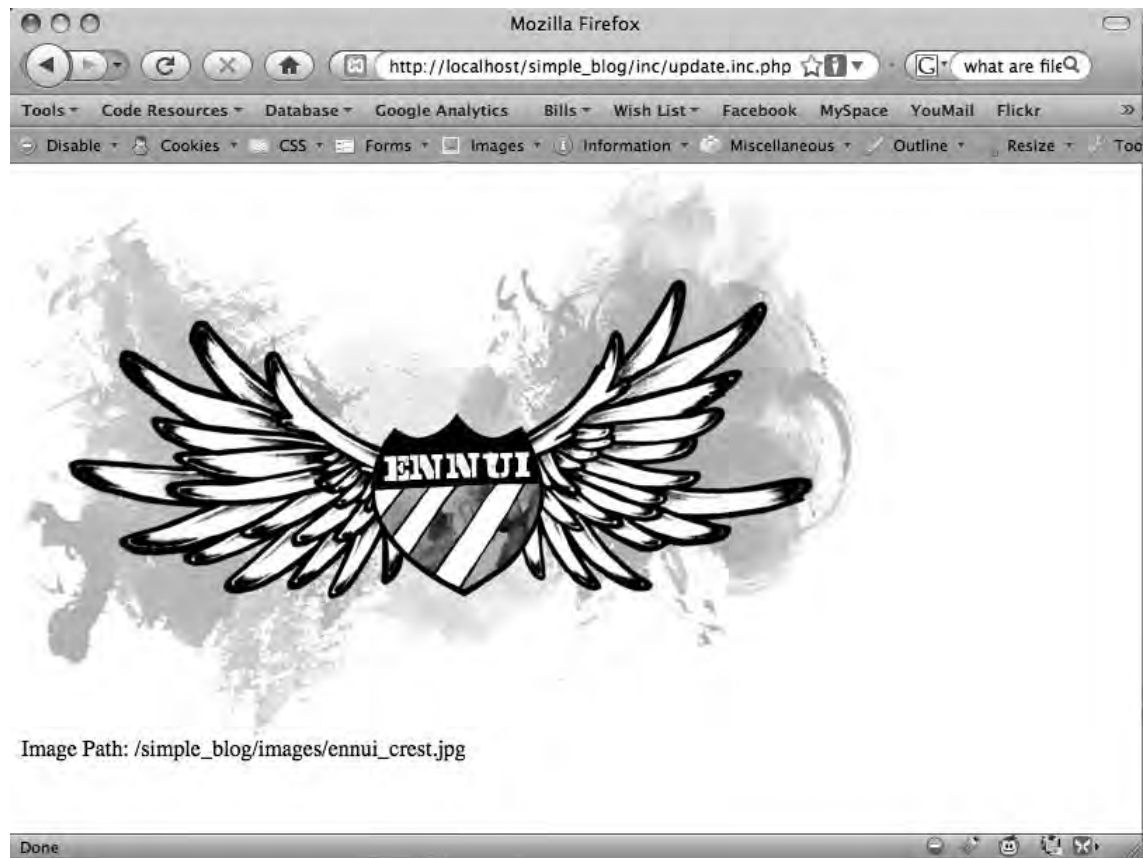 Mozilla Firefox
http://localhost/simple_blog/inc/update.inc.php
G what are file
Tools Code Resources Database Google Analytics Bills Wish List Facebook MySpace YouMail Flickr »
Disable Cookies CSS Forms Images Information Miscellaneous Outline Resize Too
ENNUI
Image Path: /simple_blog/images/ennui_crest.jpg
Done